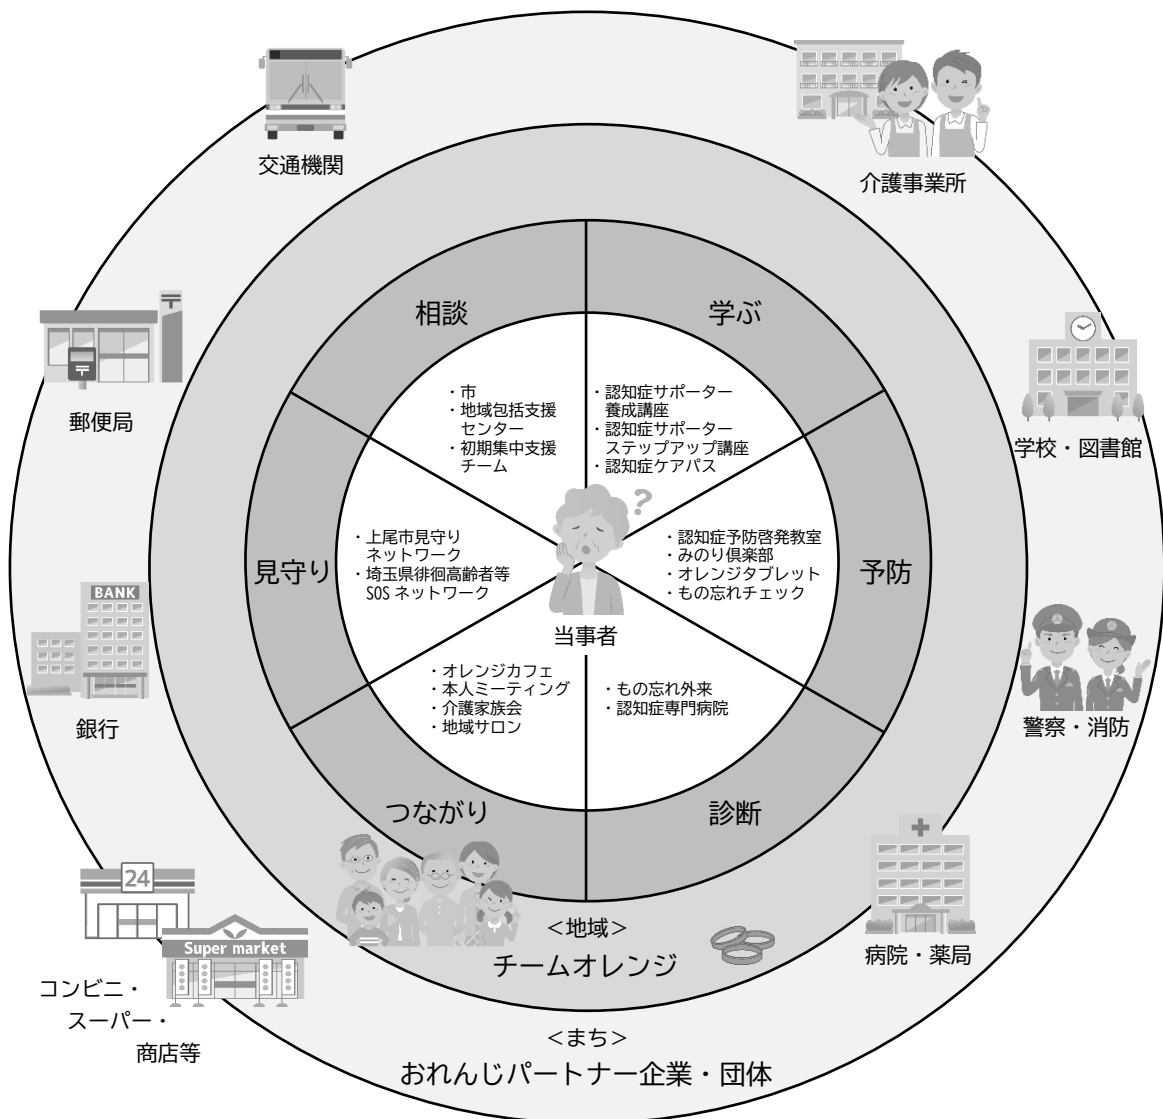 交通機関
介護事業所
郵便局
〒
〒
学校・図書館
BANK
銀行
警察・消防
24
Super market
コンビニ・
スーパー・
商店等
病院・薬局
相談
・市
・地域包括支援
センター
・初期集中支援
チーム
学ぶ
・認知症サポーター
養成講座
・認知症サポーター
ステップアップ講座
・認知症ケアパス
見守り
・上尾市見守り
ネットワーク
・埼玉県徘徊高齢者等
SOS ネットワーク
?
当事者
予防
・認知症予防啓発教室
・みのり倶楽部
・オレンジタブレット
・もの忘れチェック
つながり
・オレンジカフェ
・本人ミーティング
・介護家族会
・地域サロン
診断
・もの忘れ外来
・認知症専門病院
＜地域＞
チームオレンジ
＜まち＞
おれんじパートナー企業・団体